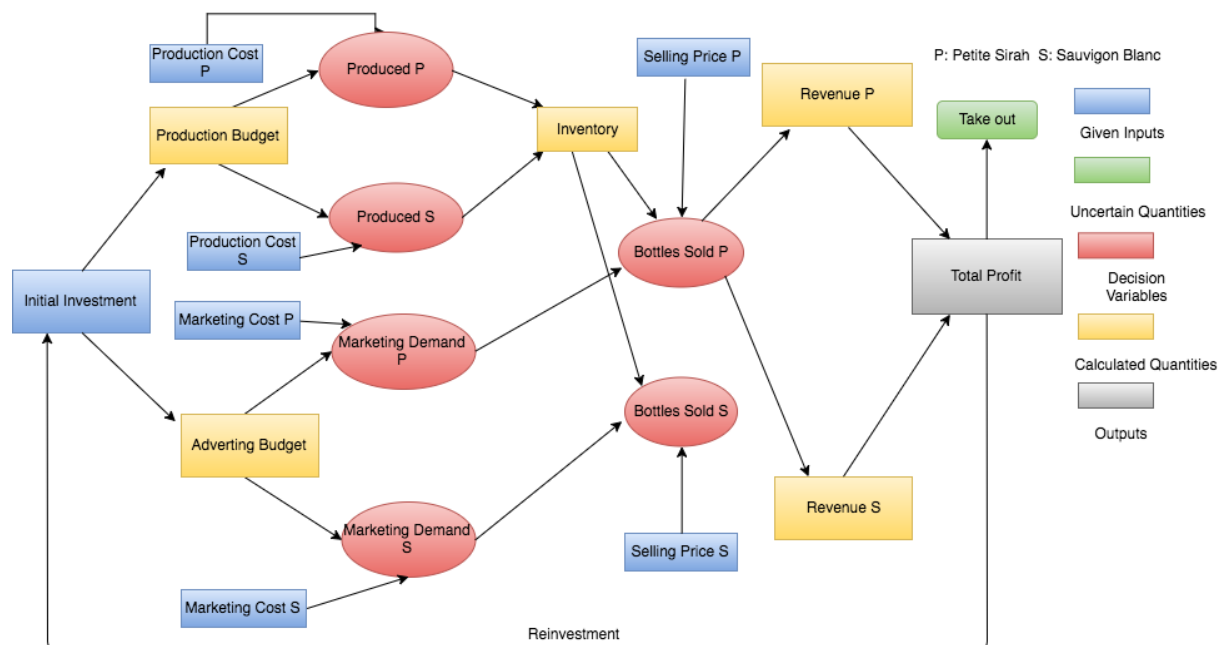 Production Cost
P
Produced P
Selling Price P
P: Petite Sirah  S: Sauvigon Blanc
Revenue P
Take out
Given Inputs
Production Budget
Inventory
Uncertain Quantities
Produced S
Production Cost
S
Bottles Sold P
Total Profit
Decision
Variables
Initial Investment
Marketing Cost P
Marketing Demand
P
Calculated Quantities
Bottles Sold S
Outputs
Adverting Budget
Revenue S
Marketing Demand
S
Selling Price S
Marketing Cost S
Reinvestment